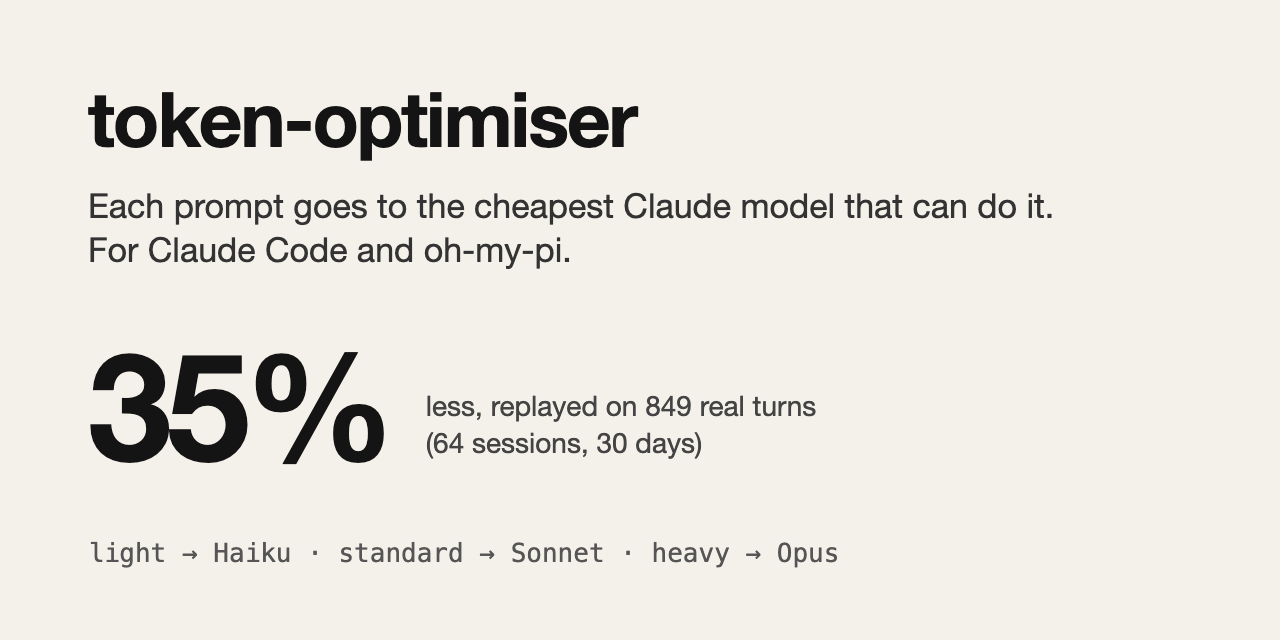 token-optimiser
Each prompt goes to the cheapest Claude model that can do it.
For Claude Code and oh-my-pi.
35%
less, replayed on 849 real turns
(64 sessions, 30 days)
light → Haiku · standard → Sonnet · heavy → Opus